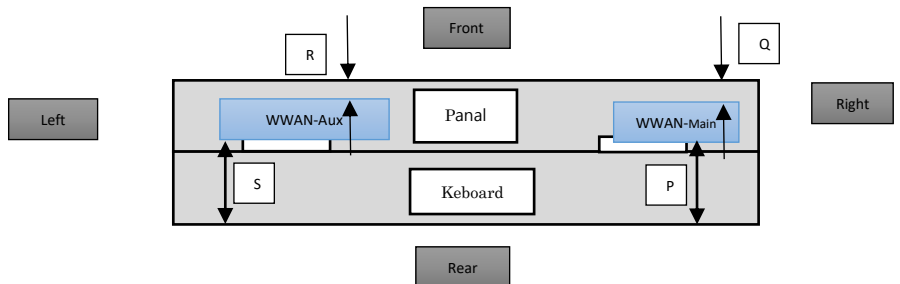 Front
R
Q
Left
WWAN-Aux
Panal
WWAN-Main
Right
S
Keboard
P
Rear